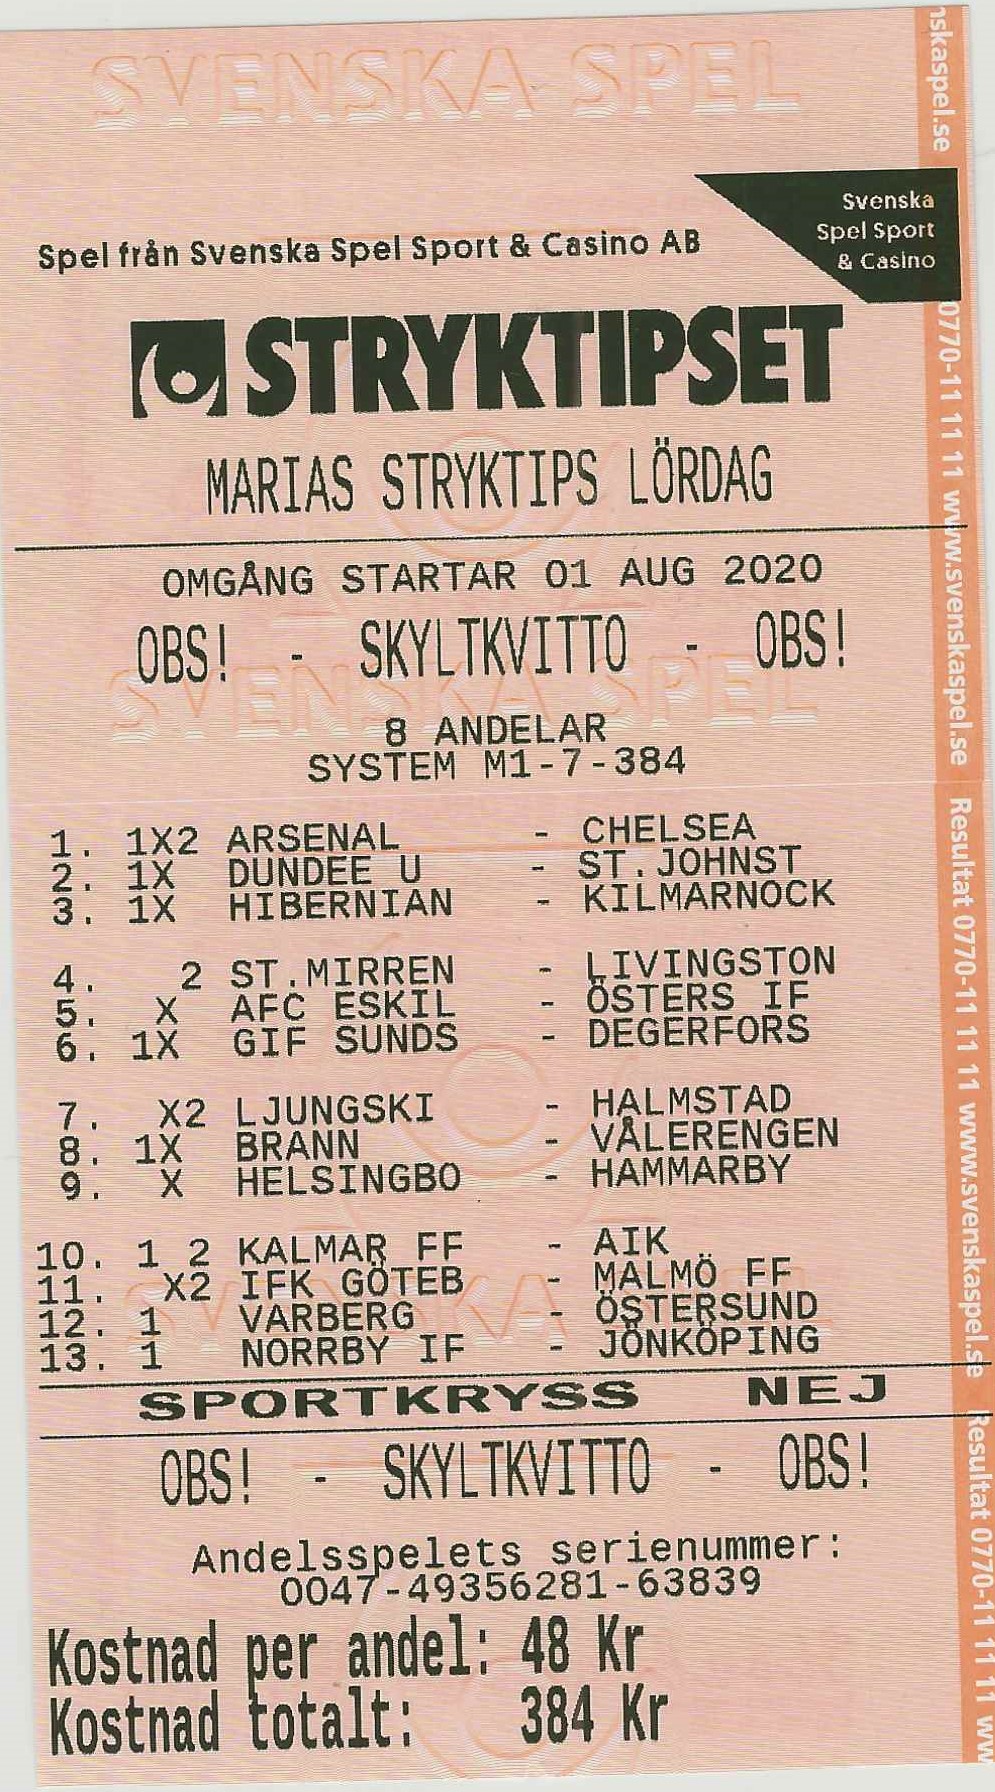 SVENSKA SPEL
Svenska
Spel Sport
& Casino
Spel från Svenska Spel Sport & Casino AB
STRYKTIPSET
MARIAS STRYKTIPS LÖRDAG
OMGÅNG STARTAR 01 AUG 2020
OBS! - SKYLTKVITTO - OBS!
SVENSKA SPEL
8 ANDELAR
SYSTEM M1-7-384
1. 1X2 ARSENAL - CHELSEA
2. 1X DUNDEE U - ST.JOHNST
3. 1X HIBERNIAN - KILMARNOCK
4. 2 ST.MIRREN - LIVINGSTON
5. X AFC ESKIL - ÖSTERS IF
6. 1X GIF SUNDS - DEGERFORS
7. X2 LJUNGSKI - HALMSTAD
8. 1X BRANN - VÅLERENGEN
9. X HELSINGBO - HAMMARBY
10. 1 2 KALMAR FF - AIK
11. X2 IFK GÖTEB - MALMÖ FF
12. 1 VARBERG - ÖSTERSUND
13. 1 NORRBY IF - JÖNKÖPING
SVENSKA SPEL
SPORTKRYSS NEJ
OBS! - SKYLTKVITTO - OBS!
Andelsspelets serienummer:
0047-49356281-63839
Kostnad per andel: 48 Kr
Kostnad totalt: 384 Kr
nskaspel.se
0770-11 11 11 www.svenskaspel.se Resultat 0770-11 11 11 www.svenskaspel.se Resultat 0770-11 11 11 ww